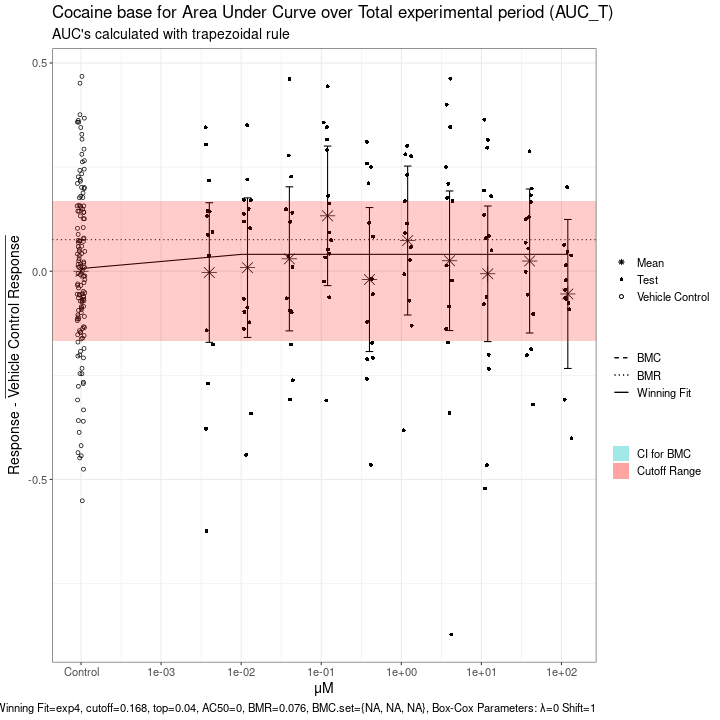 Cocaine base for Area Under Curve over Total experimental period (AUC_T)
AUC's calculated with trapezoidal rule
Response - Vehicle Control Response
0.5
0.0
-0.5
Control
1e-03
1e-02
1e-01
1e+00
1e+01
1e+02
μM
Mean
Test
Vehicle Control
BMC
BMR
Winning Fit
CI for BMC
Cutoff Range
Winning Fit=exp4, cutoff=0.168, top=0.04, AC50=0, BMR=0.076, BMC.set={NA, NA, NA}, Box-Cox Parameters: λ=0 Shift=1